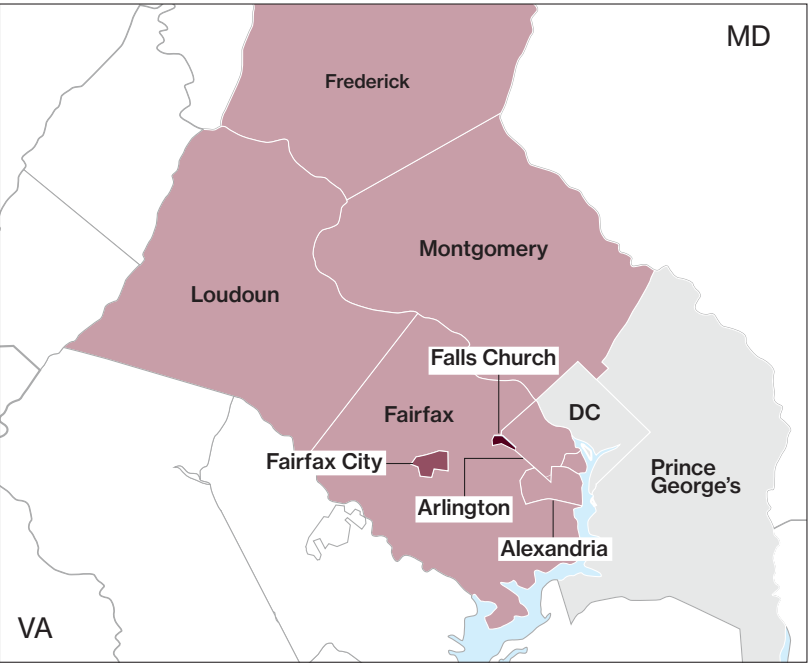 MD
Frederick
Montgomery
Loudoun
Falls Church
Fairfax
DC
Fairfax City
Prince
George's
Arlington
Alexandria
VA